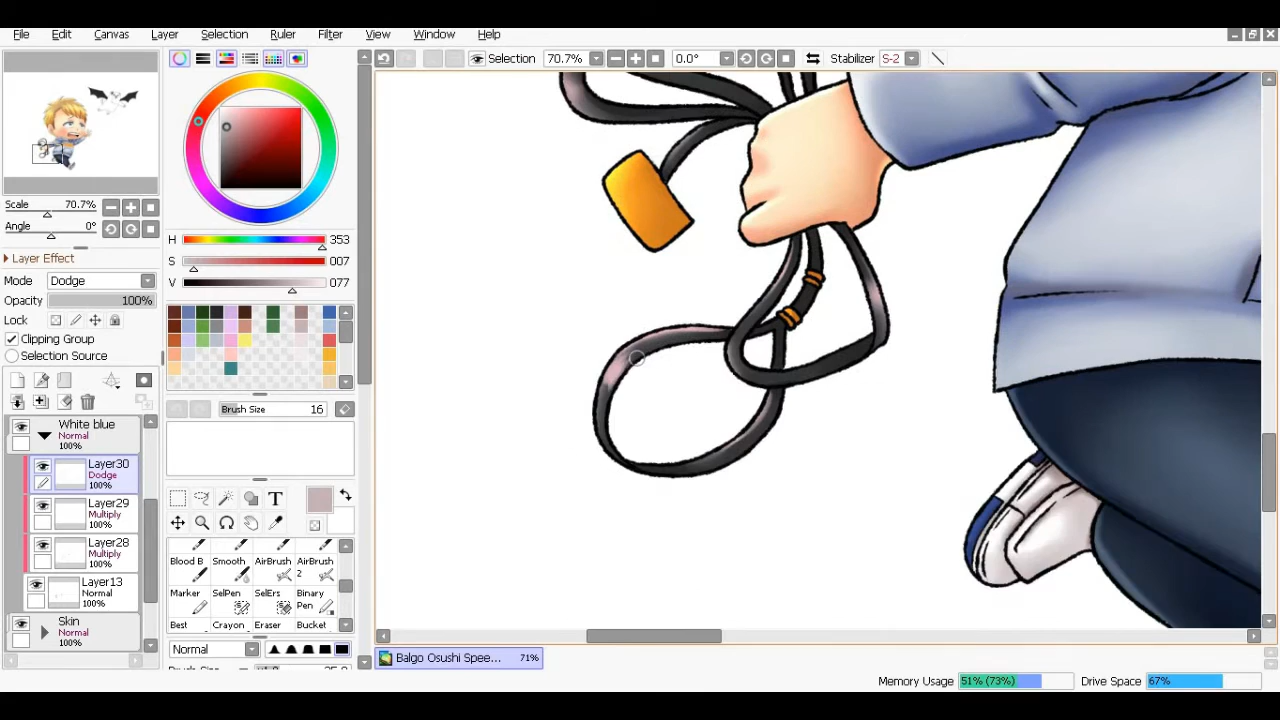 File Edit Canvas Layer Selection Ruler Filter View Window Help
Selection 70.7% 0.0° Stabilizer S-2
Scale 70.7%
Angle 0°
Layer Effect
Mode Dodge
Opacity 100%
Lock
Clipping Group
Selection Source
White blue
Normal
100%
Layer30
Dodge
100%
Layer29
Multiply
100%
Layer28
Multiply
100%
Layer13
Normal
100%
Skin
Normal
100%
H 353
S 007
V 077
Brush Size 16
T
Blood B Smooth AirBrush AirBrush 2
Marker SelPen SelErs Binary Pen
Best Crayon Eraser Bucket
Normal
Balgo Osushi Spee... 71%
Memory Usage 51% (73%) Drive Space 67%